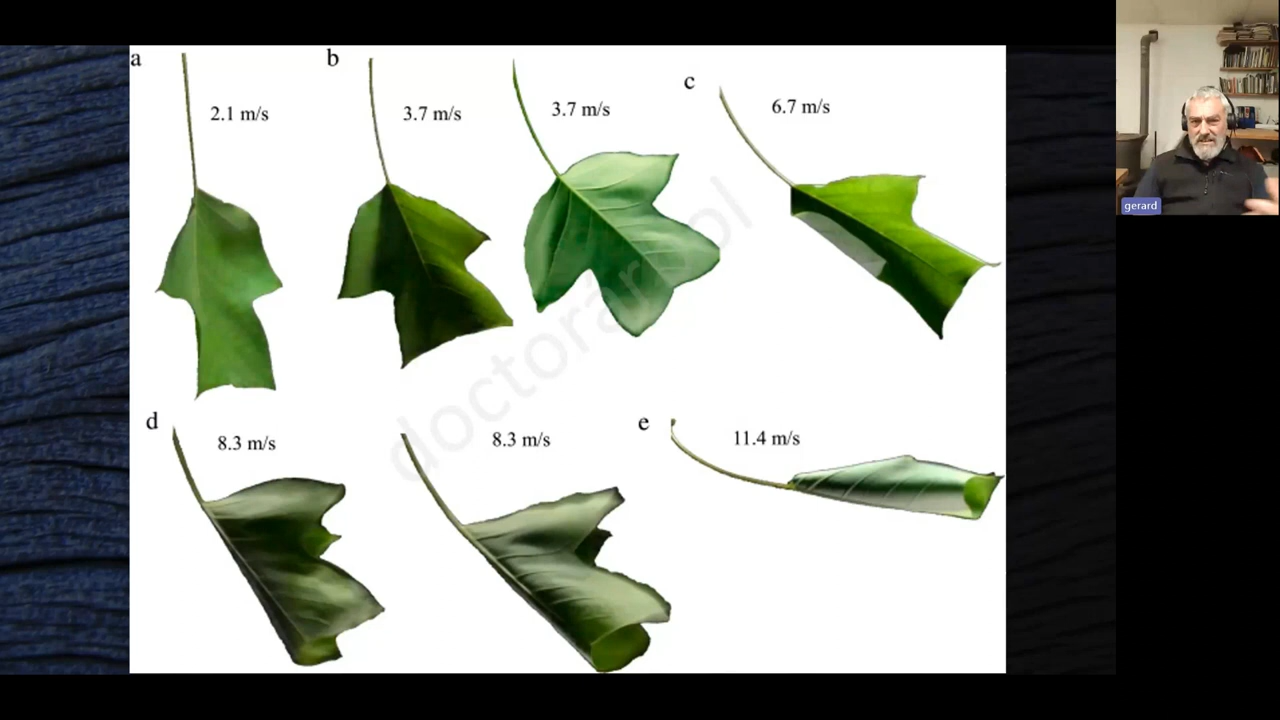 a
2.1 m/s
b
3.7 m/s
3.7 m/s
c
6.7 m/s
d
8.3 m/s
8.3 m/s
e
11.4 m/s
gerard